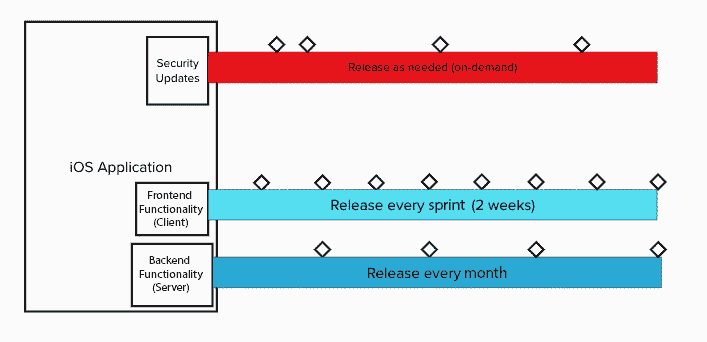 Security
Updates
Release as needed (on-demand)
iOS Application
Frontend
Functionality
(Client)
Release every sprint (2 weeks)
Backend
Functionality
(Server)
Release every month